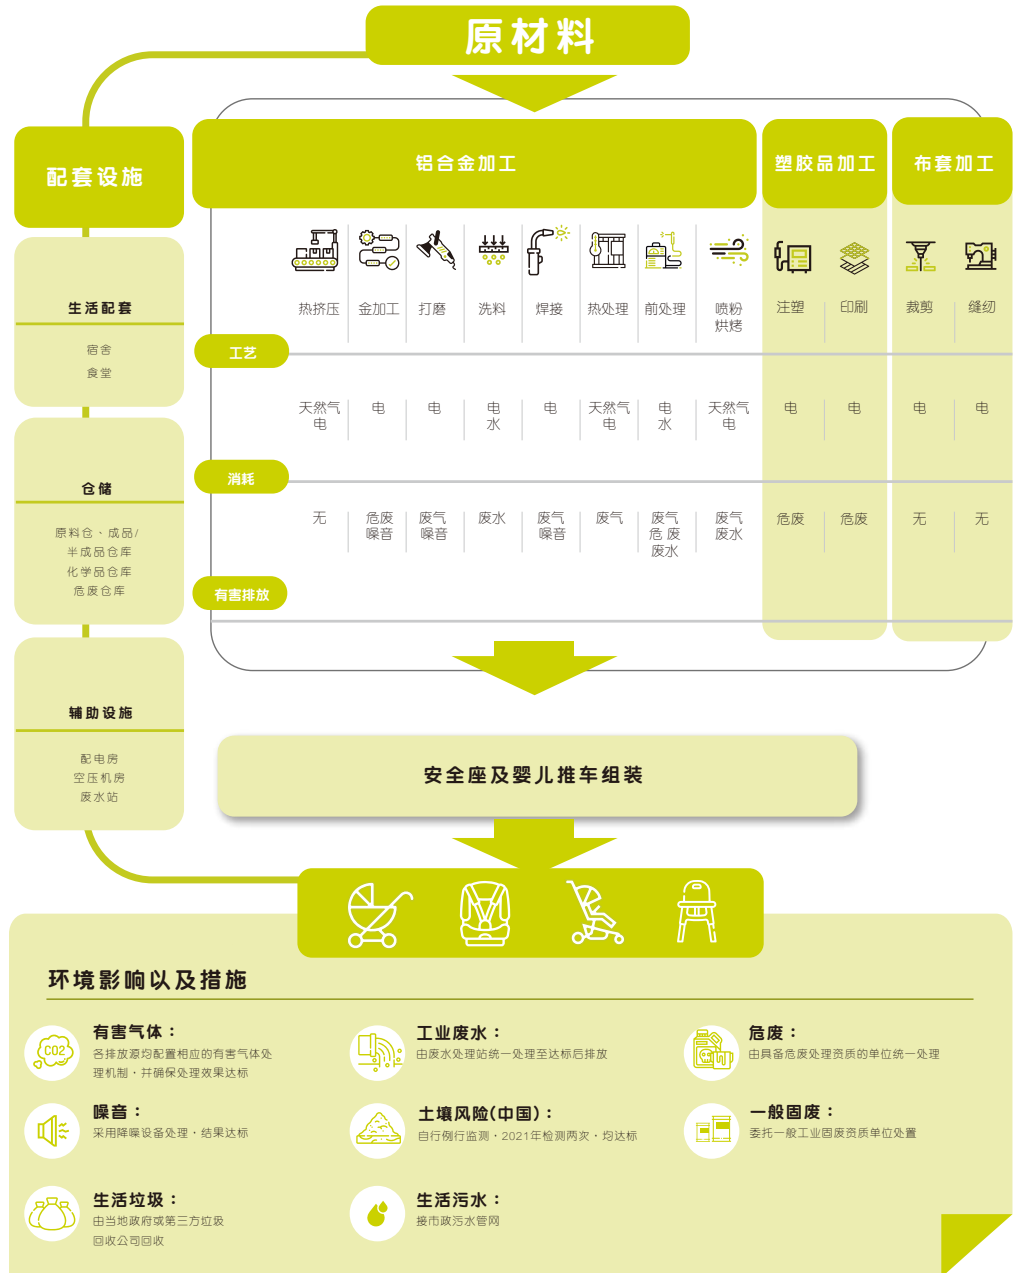 原材料
配套设施
铝合金加工
塑胶品加工
布套加工
生活配套
宿舍
食堂
仓储
原料仓、成品/
半成品仓库
化学品仓库
危废仓库
辅助设施
配电房
空压机房
废水站
热挤压 金加工 打磨 洗料 焊接 热处理 前处理 喷粉 注塑 印刷 裁剪 缝纫
烘烤
工艺
天然气 电 电 电 电 天然气 电 天然气 电 电 电 电
电 水 电 水 电
消耗
无 危废 废气 废水 废气 废气 废气 废气 危废 危废 无 无
噪音 噪音 噪音 危 废 废水
废水
有害排放
安全座及婴儿推车组装
环境影响以及措施
CO2
有害气体：
各排放源均配置相应的有害气体处
理机制，并确保处理效果达标
工业废水：
由废水处理站统一处理至达标后排放
危废：
由具备危废处理资质的单位统一处理
噪音：
采用降噪设备处理，结果达标
土壤风险(中国)：
自行例行监测，2021年检测两次，均达标
一般固废：
委托一般工业固废资质单位处置
生活垃圾：
由当地政府或第三方垃圾
回收公司回收
生活污水：
接市政污水管网